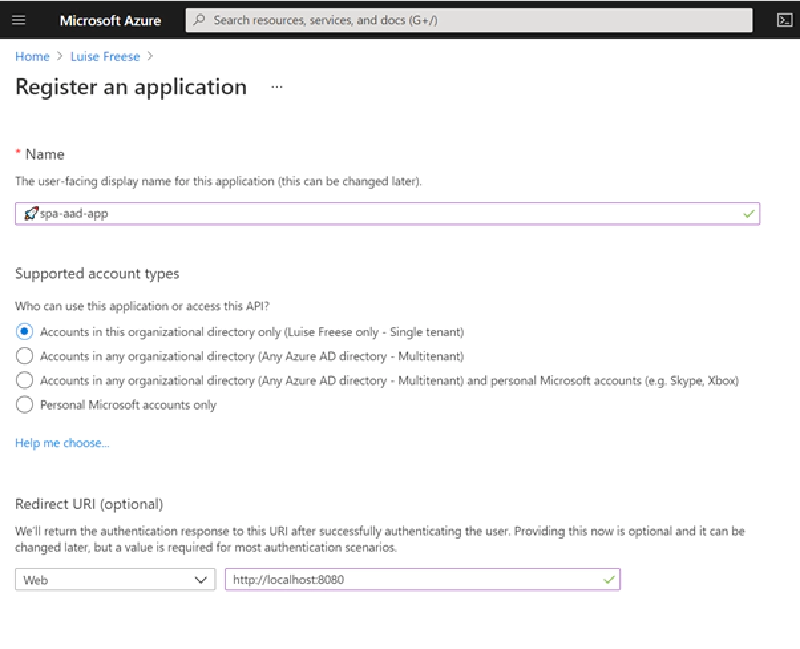 Microsoft Azure
Search resources, services, and docs (G+/)
Home > Luise Freese >
Register an application ...
* Name
The user-facing display name for this application (this can be changed later).
🚀spa-aad-app
Supported account types
Who can use this application or access this API?
Accounts in this organizational directory only (Luise Freese only - Single tenant)
Accounts in any organizational directory (Any Azure AD directory - Multitenant)
Accounts in any organizational directory (Any Azure AD directory - Multitenant) and personal Microsoft accounts (e.g. Skype, Xbox)
Personal Microsoft accounts only
Help me choose...
Redirect URI (optional)
We'll return the authentication response to this URI after successfully authenticating the user. Providing this now is optional and it can be
changed later, but a value is required for most authentication scenarios.
Web
http://localhost:8080